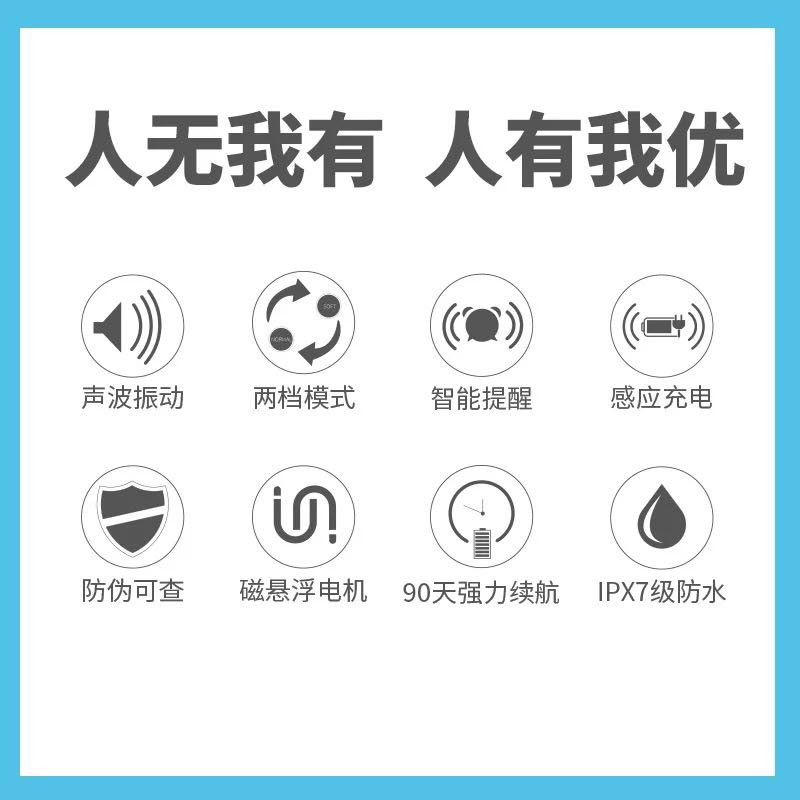 人无我有 人有我优
SOFT
NORMAL
声波振动
两档模式
智能提醒
感应充电
防伪可查
磁悬浮电机
90天强力续航
IPX7级防水